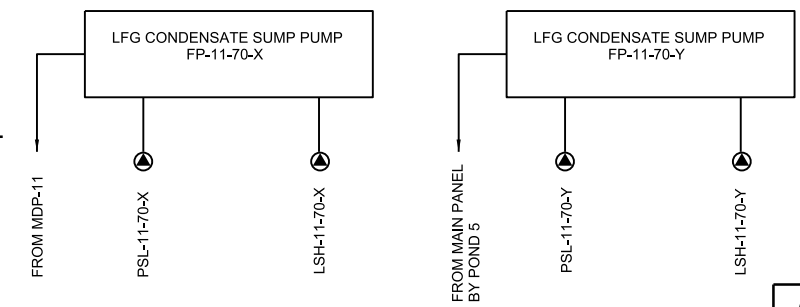 LFG CONDENSATE SUMP PUMP
FP-11-70-X
FROM MDP-11
PSL-11-70-X
LSH-11-70-X
LFG CONDENSATE SUMP PUMP
FP-11-70-Y
FROM MAIN PANEL
BY POND 5
PSL-11-70-Y
LSH-11-70-Y